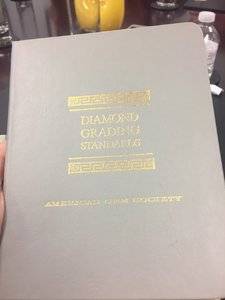 DIAMOND
GRADING
STANDARDS
AMERICAN GEM SOCIETY